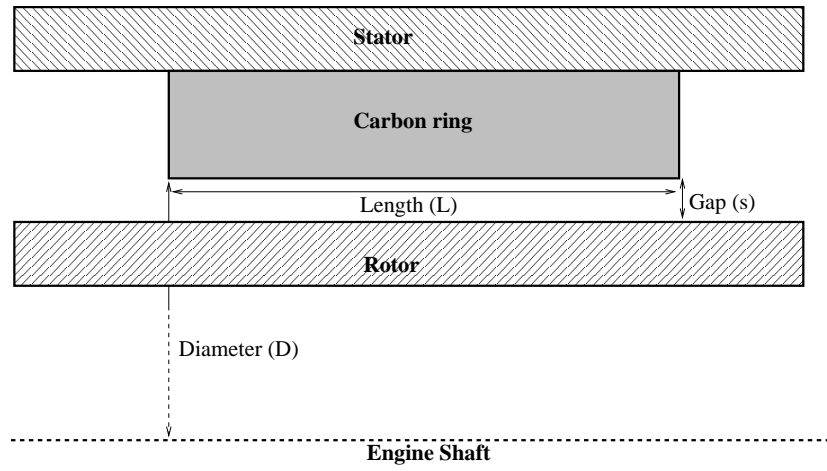 Stator
Carbon ring
Length (L)
Gap (s)
Rotor
Diameter (D)
Engine Shaft